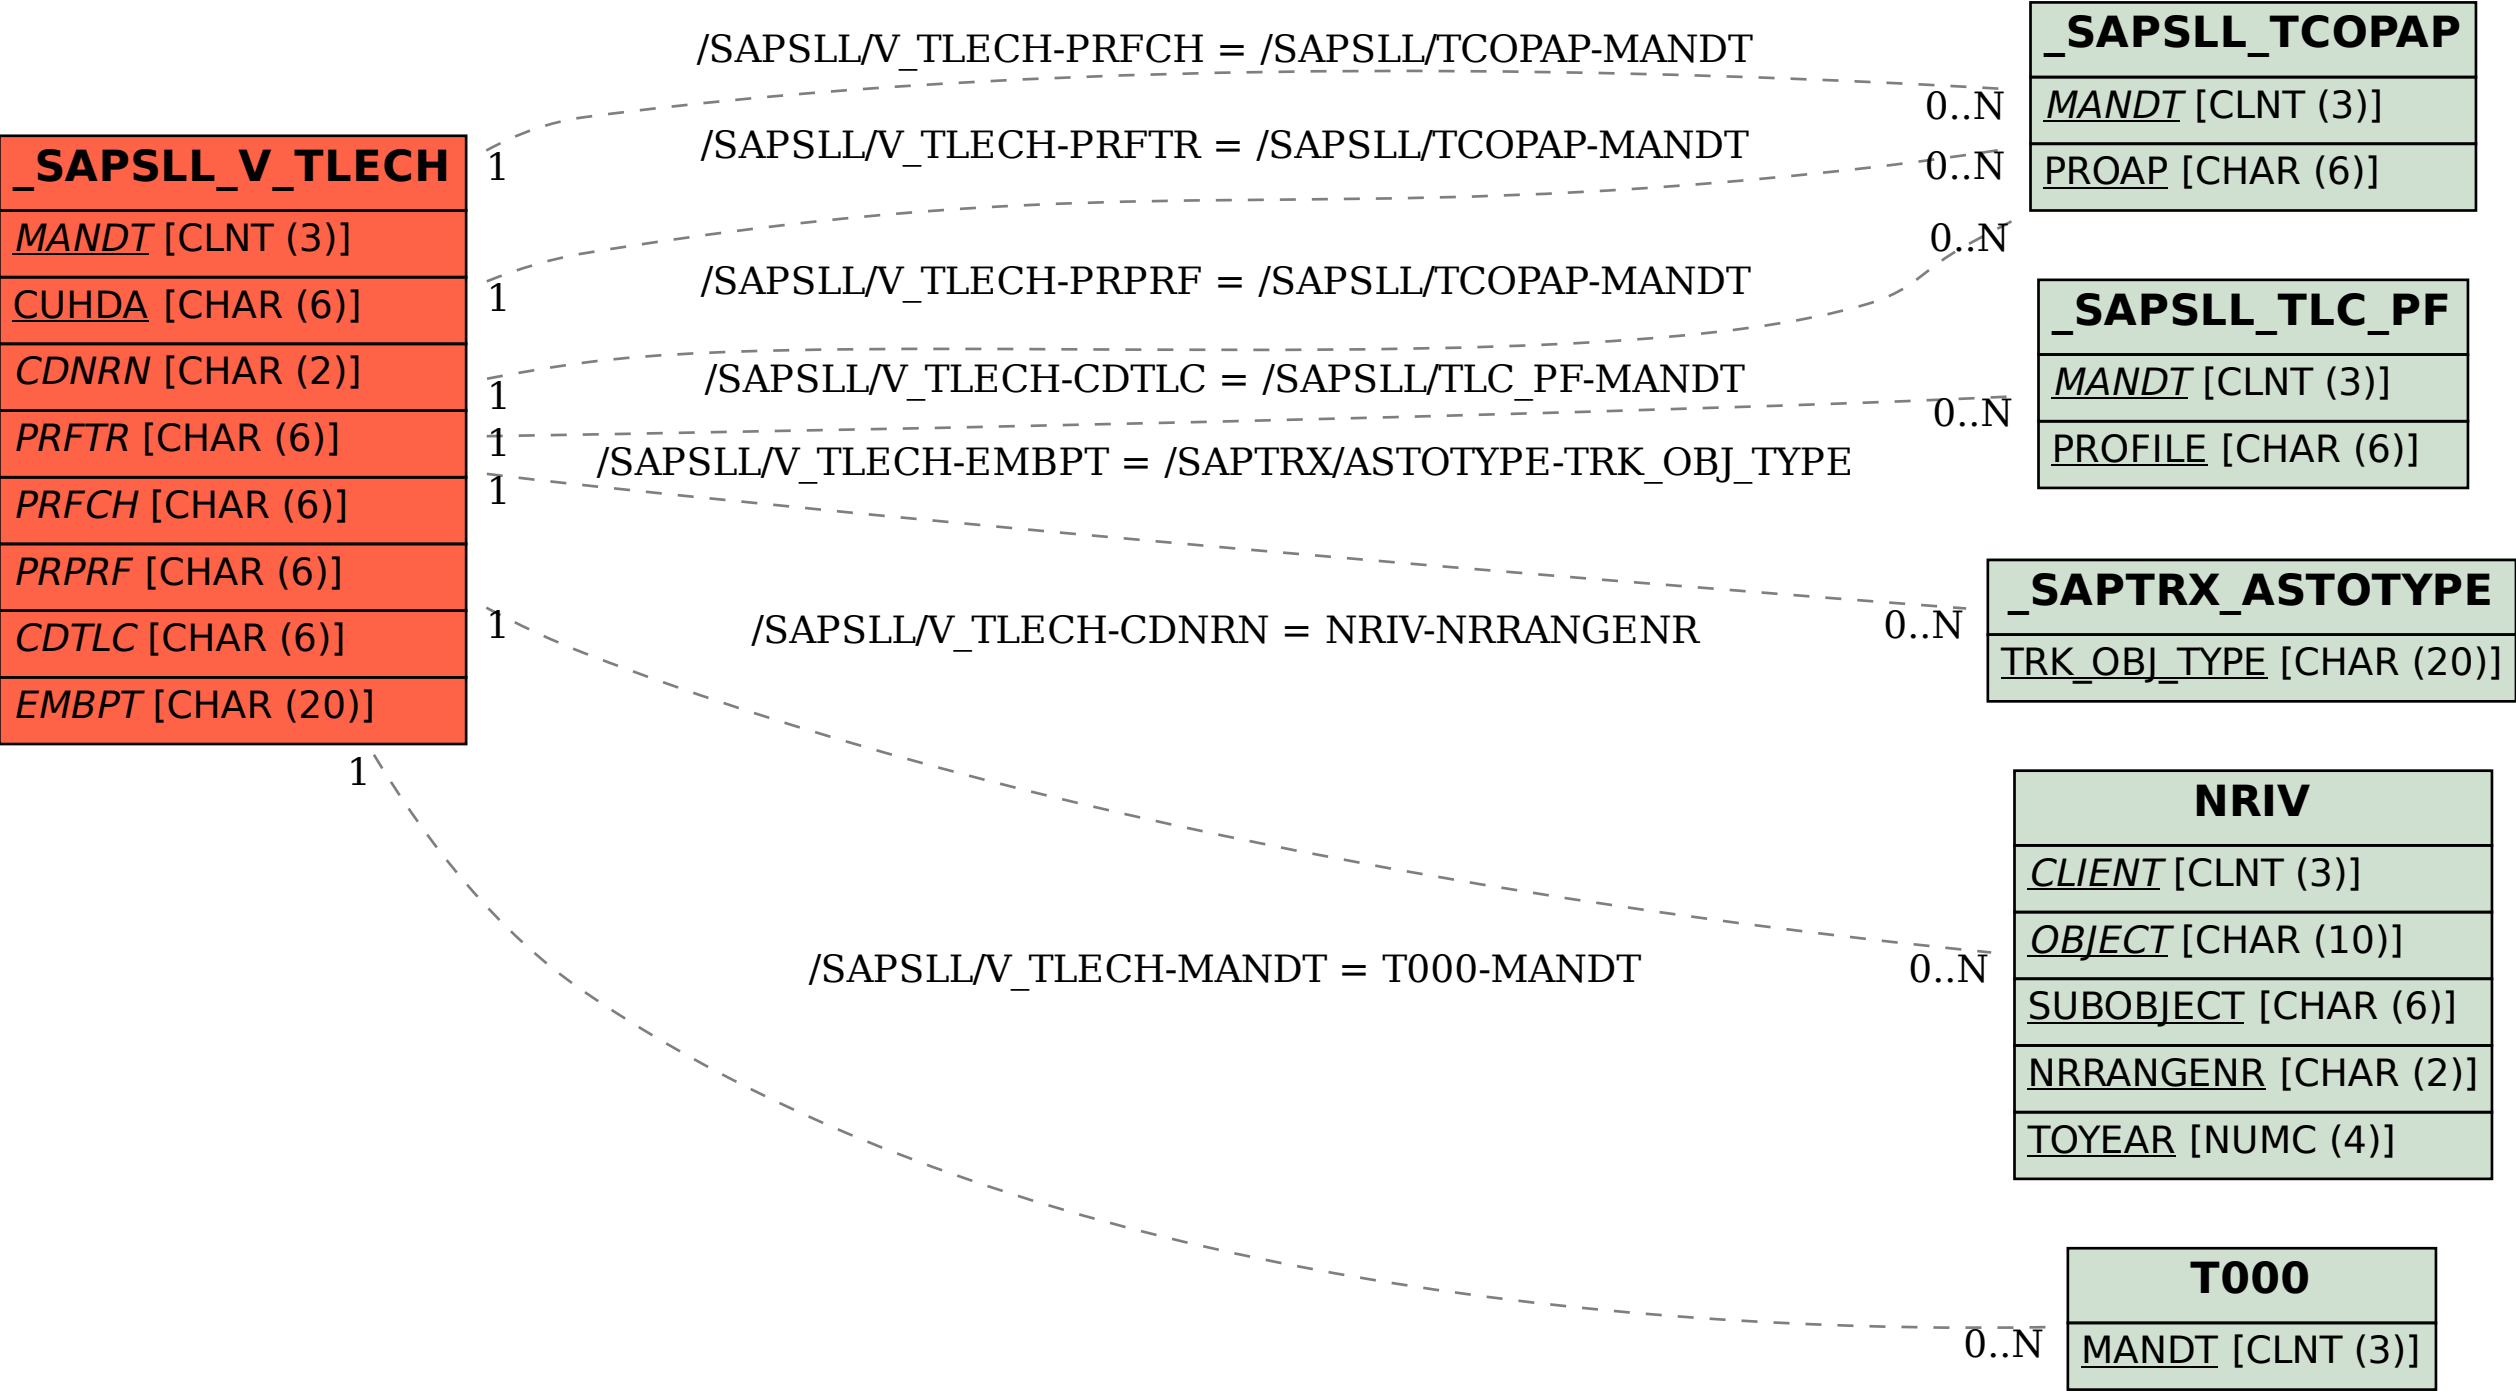 _SAPSLL_V_TLECH
MANDT [CLNT (3)]
CUHDA [CHAR (6)]
CDNRN [CHAR (2)]
PRFTR [CHAR (6)]
PRFCH [CHAR (6)]
PRPRF [CHAR (6)]
CDTLC [CHAR (6)]
EMBPT [CHAR (20)]
/SAPSLL/V_TLECH-PRFCH = /SAPSLL/TCOPAP-MANDT
1
0..N
/SAPSLL/V_TLECH-PRFTR = /SAPSLL/TCOPAP-MANDT
1
0..N
/SAPSLL/V_TLECH-PRPRF = /SAPSLL/TCOPAP-MANDT
1
0..N
/SAPSLL/V_TLECH-CDTLC = /SAPSLL/TLC_PF-MANDT
1
0..N
/SAPSLL/V_TLECH-EMBPT = /SAPTRX/ASTOTYPE-TRK_OBJ_TYPE
1
0..N
/SAPSLL/V_TLECH-CDNRN = NRIV-NRRANGENR
1
0..N
/SAPSLL/V_TLECH-MANDT = T000-MANDT
1
0..N
_SAPSLL_TCOPAP
MANDT [CLNT (3)]
PROAP [CHAR (6)]
_SAPSLL_TLC_PF
MANDT [CLNT (3)]
PROFILE [CHAR (6)]
_SAPTRX_ASTOTYPE
TRK_OBJ_TYPE [CHAR (20)]
NRIV
CLIENT [CLNT (3)]
OBJECT [CHAR (10)]
SUBOBJECT [CHAR (6)]
NRRANGENR [CHAR (2)]
TOYEAR [NUMC (4)]
T000
MANDT [CLNT (3)]